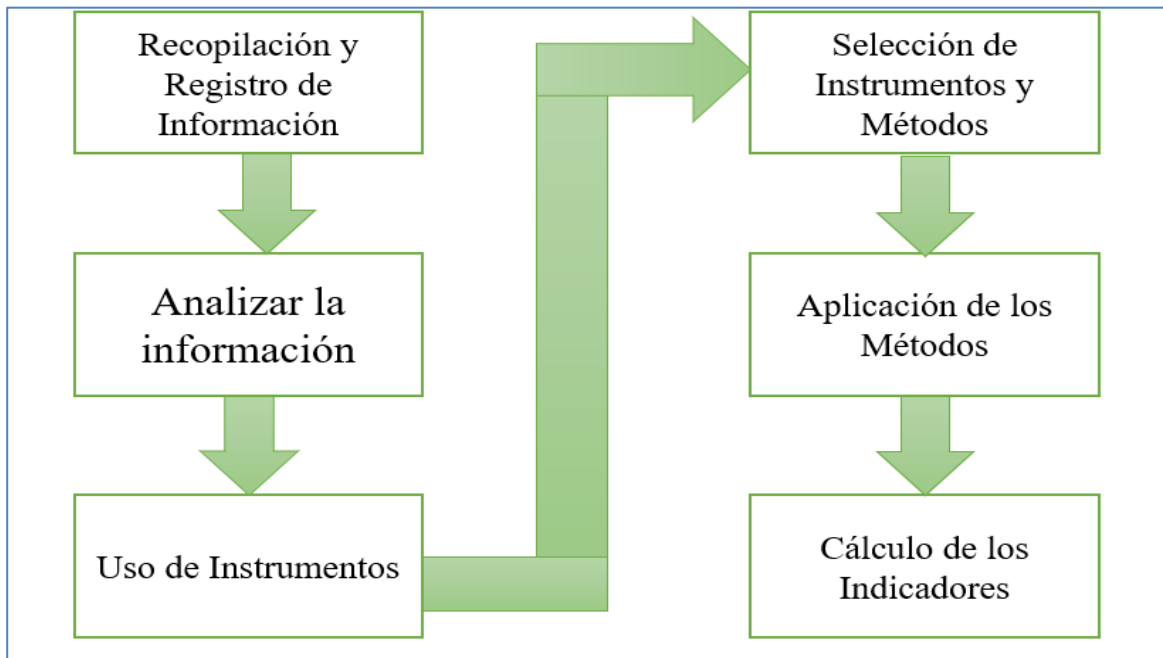 Recopilación y
Registro de
Información
Analizar la
información
Uso de Instrumentos
Selección de
Instrumentos y
Métodos
Aplicación de los
Métodos
Cálculo de los
Indicadores